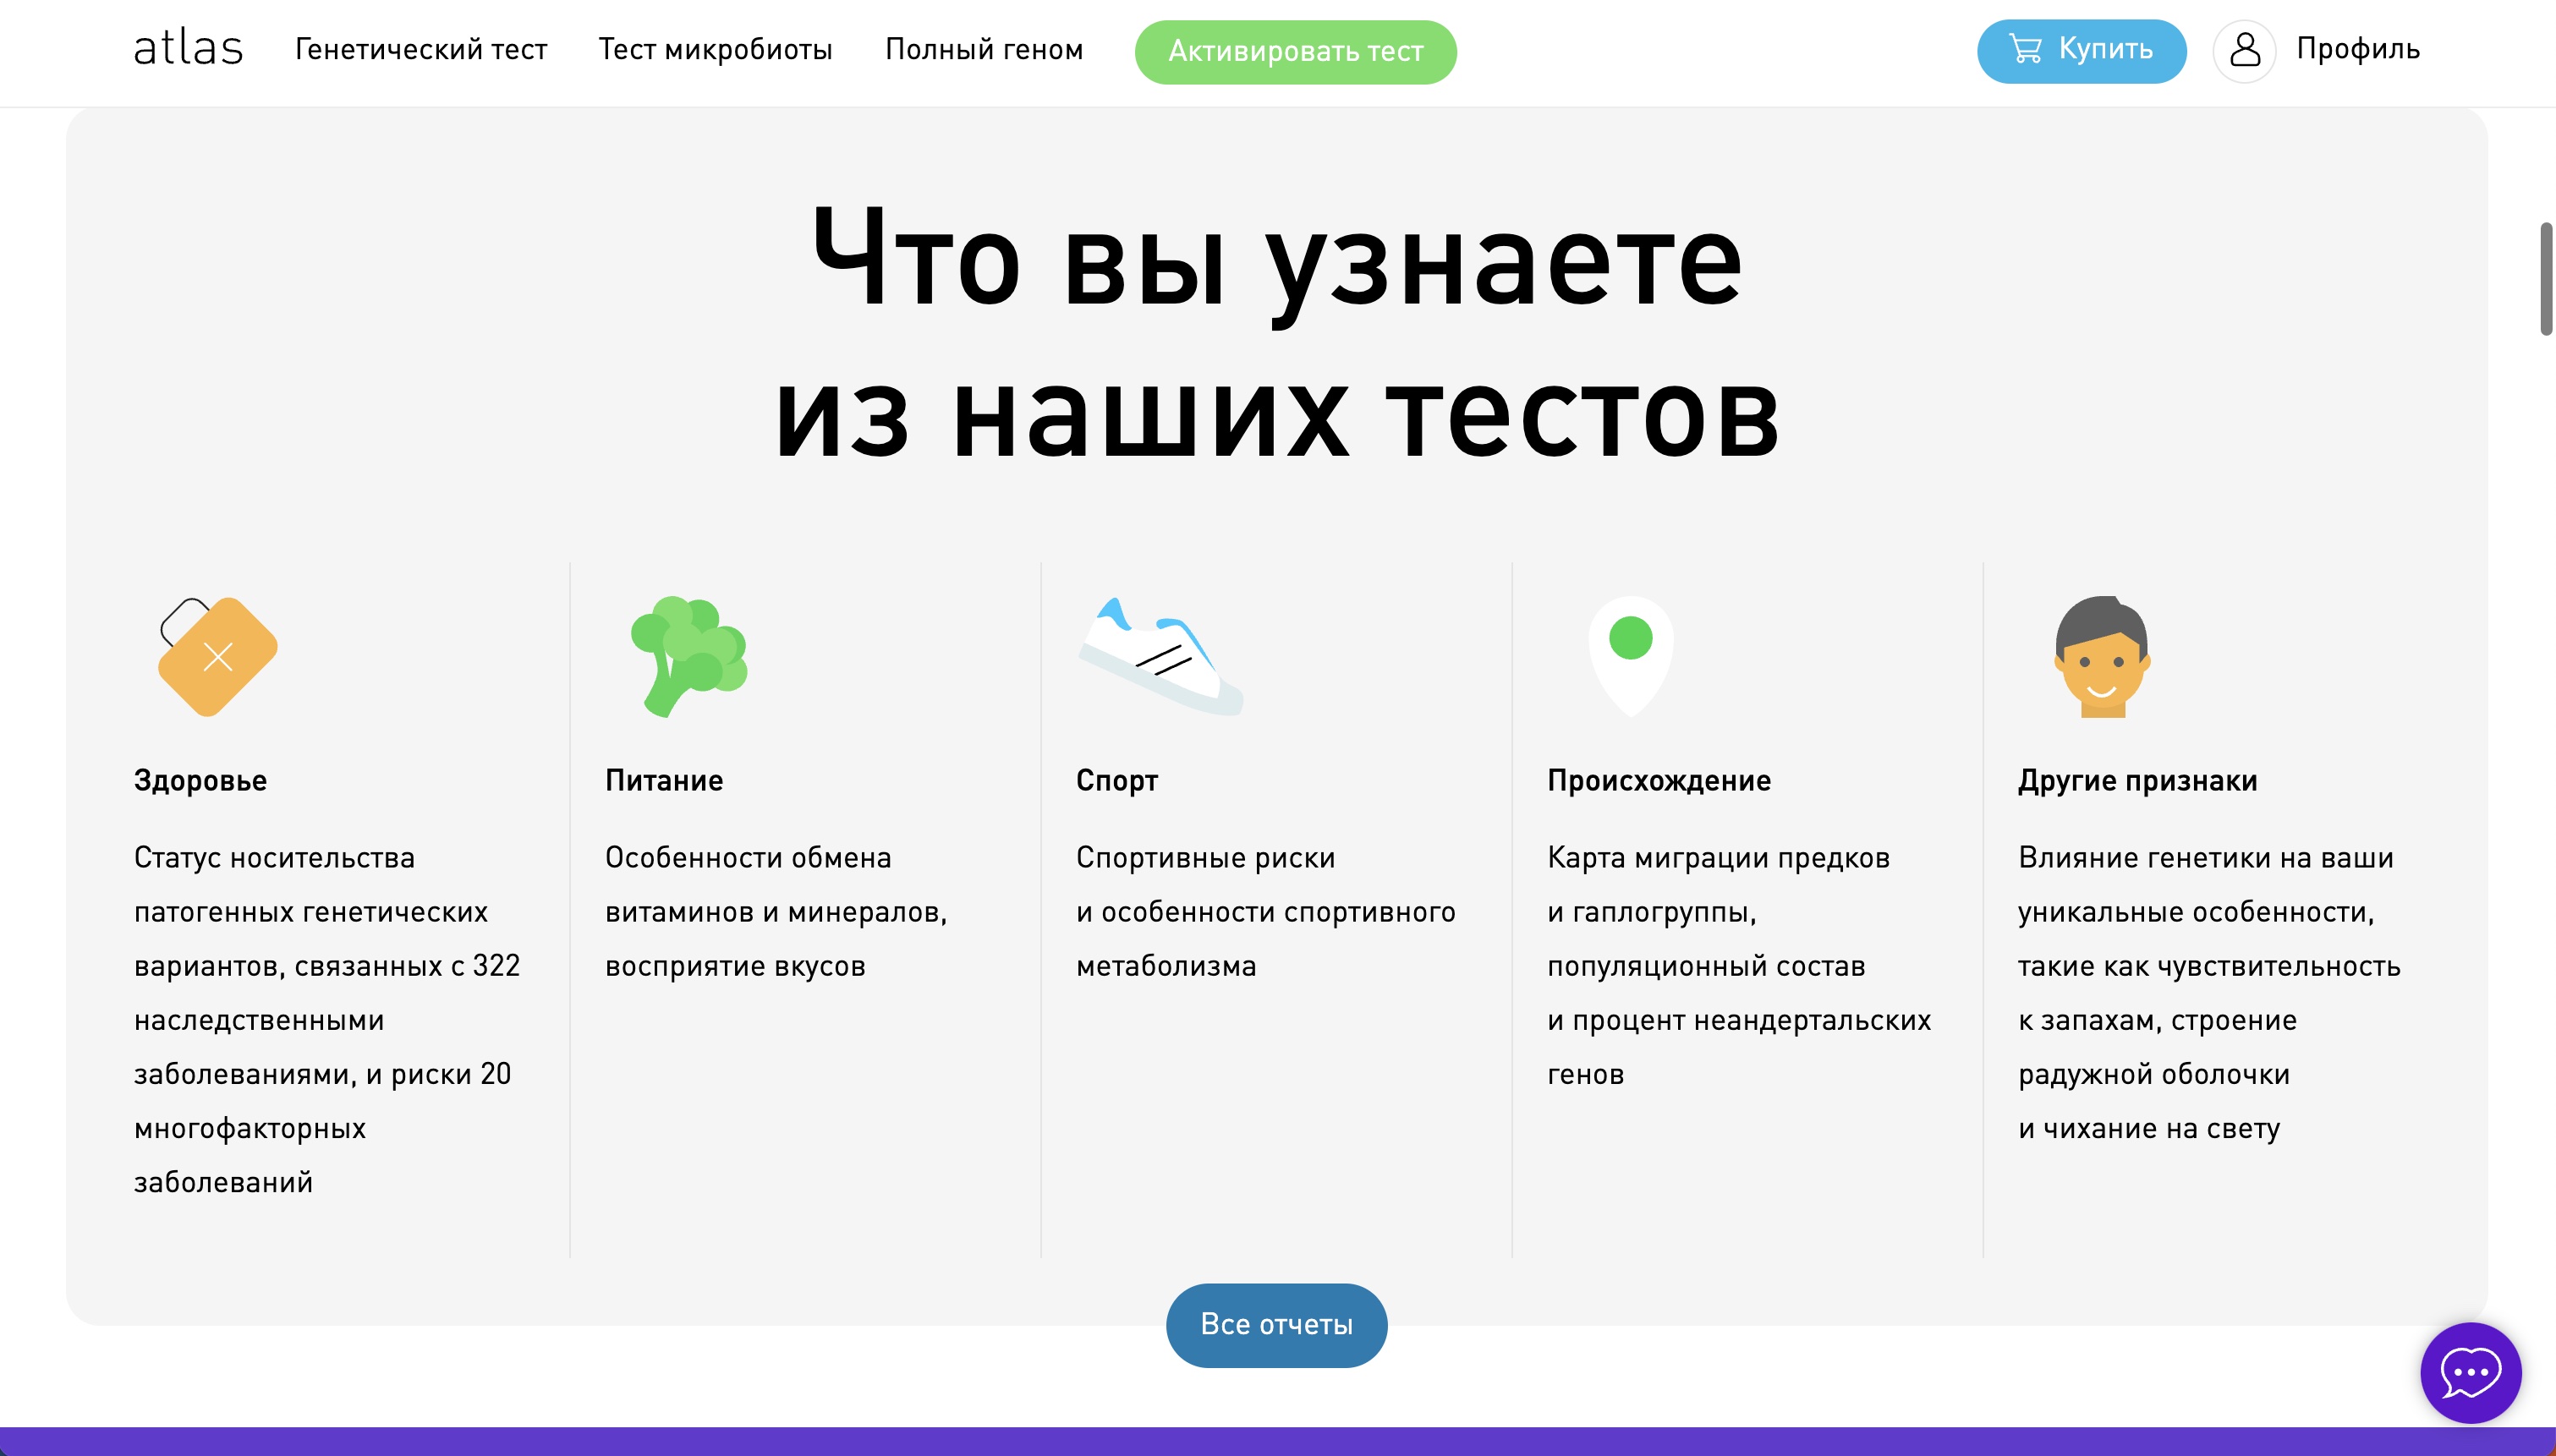 atlas
Генетический тест
Тест микробиоты
Полный геном
Активировать тест
Купить
Профиль
Что вы узнаете
из наших тестов
Здоровье
Статус носительства
патогенных генетических
вариантов, связанных с 322
наследственными
заболеваниями, и риски 20
многофакторных
заболеваний
Питание
Особенности обмена
витаминов и минералов,
восприятие вкусов
Спорт
Спортивные риски
и особенности спортивного
метаболизма
Происхождение
Карта миграции предков
и гаплогруппы,
популяционный состав
и процент неандертальских
генов
Другие признаки
Влияние генетики на ваши
уникальные особенности,
такие как чувствительность
к запахам, строение
радужной оболочки
и чихание на свету
Все отчеты